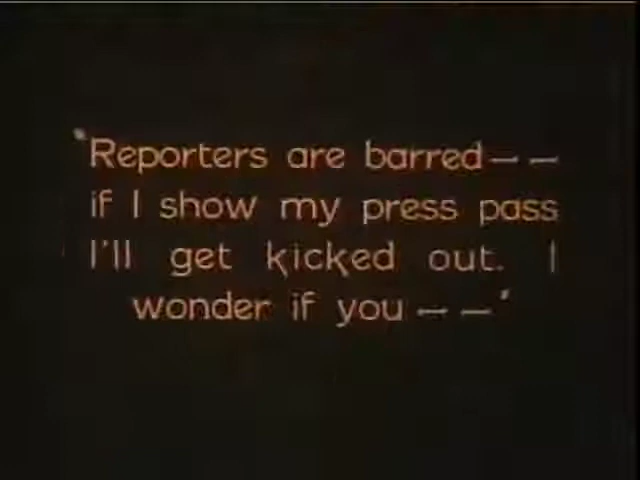 "Reporters are barred——
if I show my press pass
I'll get kicked out. I
wonder if you——"